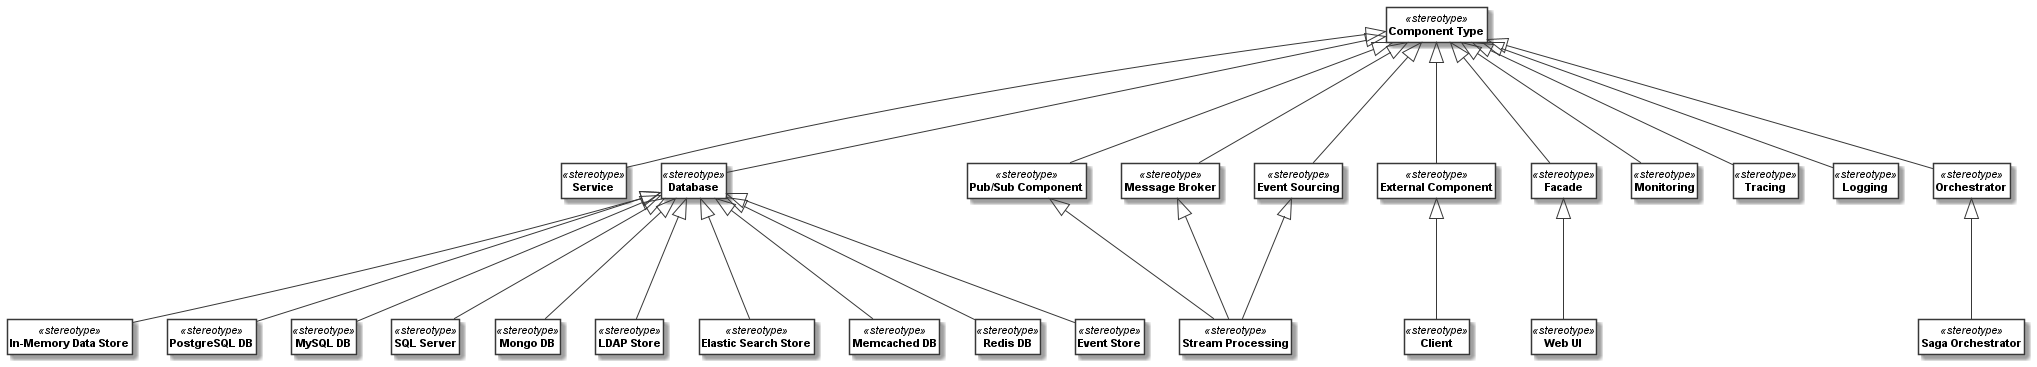 «stereotype»
Component Type
«stereotype»
Service
«stereotype»
Database
«stereotype»
Pub/Sub Component
«stereotype»
Message Broker
«stereotype»
Event Sourcing
«stereotype»
External Component
«stereotype»
Facade
«stereotype»
Monitoring
«stereotype»
Tracing
«stereotype»
Logging
«stereotype»
Orchestrator
«stereotype»
In-Memory Data Store
«stereotype»
PostgreSQL DB
«stereotype»
MySQL DB
«stereotype»
SQL Server
«stereotype»
Mongo DB
«stereotype»
LDAP Store
«stereotype»
Elastic Search Store
«stereotype»
Memcached DB
«stereotype»
Redis DB
«stereotype»
Event Store
«stereotype»
Stream Processing
«stereotype»
Client
«stereotype»
Web UI
«stereotype»
Saga Orchestrator